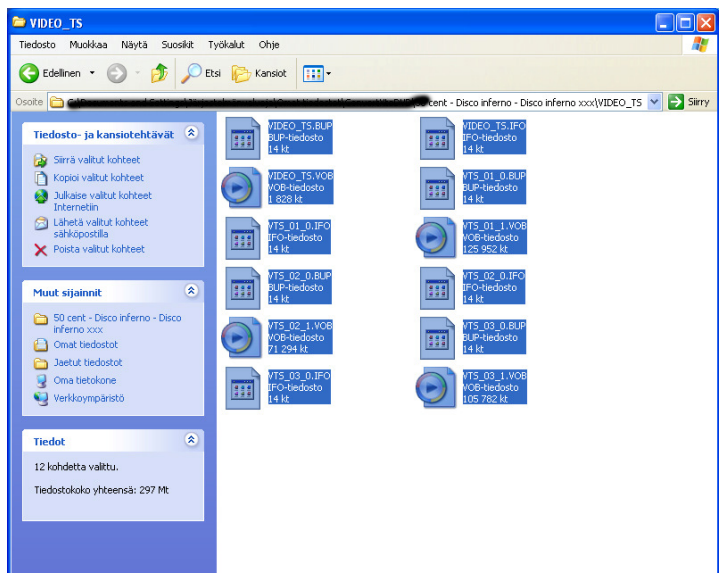 VIDEO_TS
Tiedosto Muokkaa Näytä Suosikit Työkalut Ohje
Edellinen Etsi Kansiot
Osoite cent - Disco inferno - Disco inferno xxx\VIDEO_TS Siirry
Tiedosto- ja kansiotehtävät
Siirrä valitut kohteet
Kopioi valitut kohteet
Julkaise valitut kohteet
Internetiin
Lähetä valitut kohteet
sähköpostilla
Poista valitut kohteet
Muut sijainnit
50 cent - Disco inferno - Disco
inferno xxx
Omat tiedostot
Jaetut tiedostot
Oma tietokone
Verkkoympäristö
Tiedot
12 kohdetta valittu.
Tiedostokoko yhteensä: 297 Mt
VIDEO_TS.BUP
BUP-tiedosto
14 kt
VIDEO_TS.IFO
IFO-tiedosto
14 kt
VIDEO_TS.VOB
VOB-tiedosto
1 828 kt
VTS_01_0.BUP
BUP-tiedosto
14 kt
VTS_01_0.IFO
IFO-tiedosto
14 kt
VTS_01_1.VOB
VOB-tiedosto
125 952 kt
VTS_02_0.BUP
BUP-tiedosto
14 kt
VTS_02_0.IFO
IFO-tiedosto
14 kt
VTS_02_1.VOB
VOB-tiedosto
71 294 kt
VTS_03_0.BUP
BUP-tiedosto
14 kt
VTS_03_0.IFO
IFO-tiedosto
14 kt
VTS_03_1.VOB
VOB-tiedosto
105 782 kt